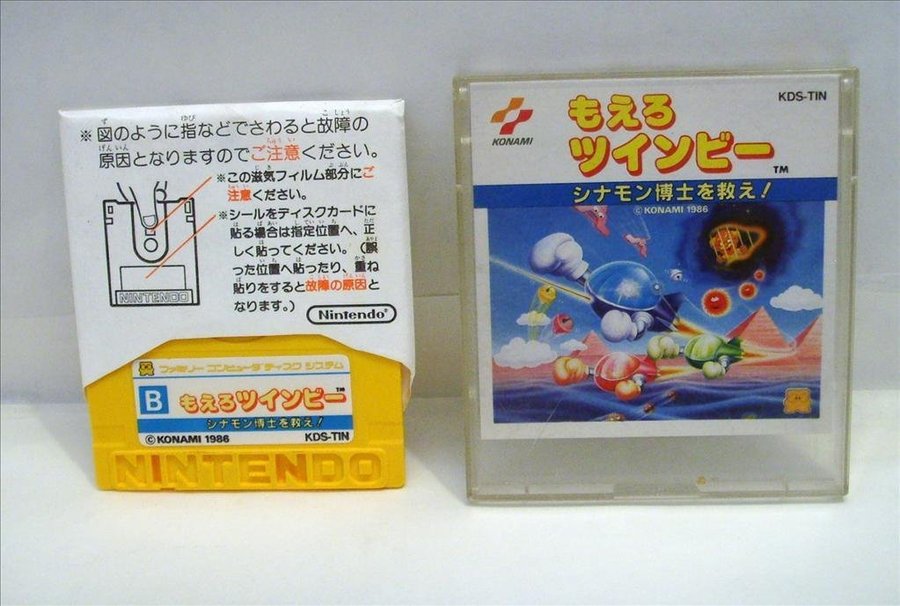 ※図のように指などでさわると故障の
原因となりますのでご注意ください。
※この滋気フィルム部分にご
注意ください。
※シールをディスクカードに
貼る場合は指定位置へ、正
しく貼ってください。(誤
った位置へ貼ったり、重ね
貼りをすると故障の原因と
なります。)
Nintendo®
NINTENDO
ファミリー コンピュータ ディスク システム
B
もえろツインビー™
シナモン博士を救え!
©KONAMI 1986
KDS-TIN
NINTENDO
KONAMI
KDS-TIN
もえろ
ツインビー™
シナモン博士を救え!
©KONAMI 1986